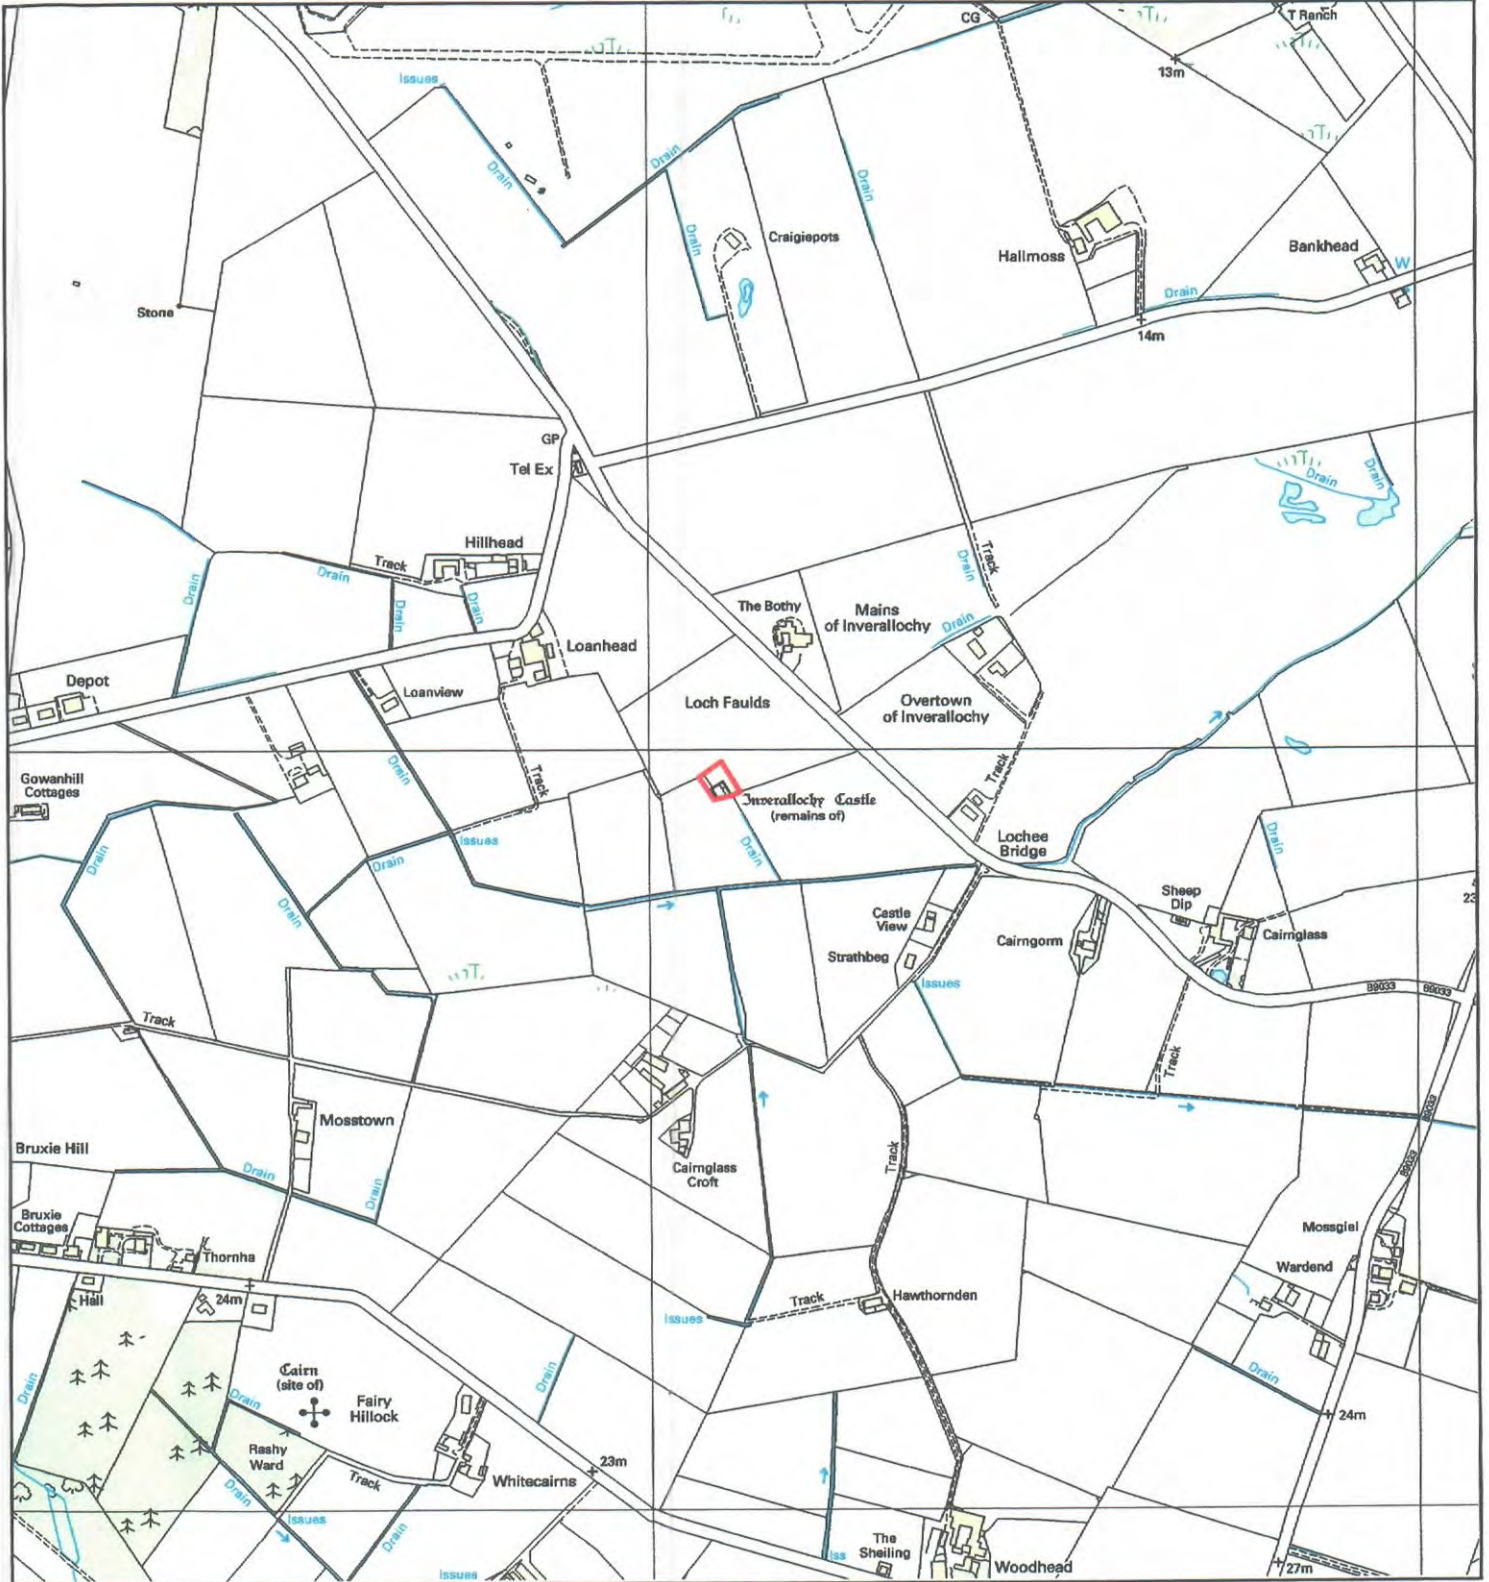 CG
T Ranch
13m
Issues
Drain
Drain
Drain
Drain
Craigiepots
Hallmoss
Bankhead
W
Stone
Drain
14m
GP
Tel Ex
Drain
Drain
Hillhead
Track
Drain
Track
Drain
Drain
Drain
Drain
The Bothy
Mains
of Inverallochy
Drain
Loanhead
Depot
Loanview
Loch Faulds
Overtown
of Inverallochy
Gowanhill
Cottages
Drain
Track
Track
Inverallochy Castle
(remains of)
Issues
Drain
Drain
Drain
Drain
Lochee
Bridge
Drain
Sheep
Dip
23
Castle
View
Cairngorm
Cairnglass
Strathbeg
Issues
B9033
B9033
Track
Track
Mosstown
B9033
Bruxie Hill
Track
B9033
Drain
Drain
Cairnglass
Croft
Bruxie
Cottages
Mossgiel
Thornha
Wardend
Hall
24m
Track
Hawthornden
Issues
Drain
Drain
Drain
Cairn
(site of)
Fairy
Hillock
Drain
24m
Rashy
Ward
Track
Whitecairns
23m
Drain
Issues
Drain
The
Sheiling
Iss
Woodhead
27m
Issues